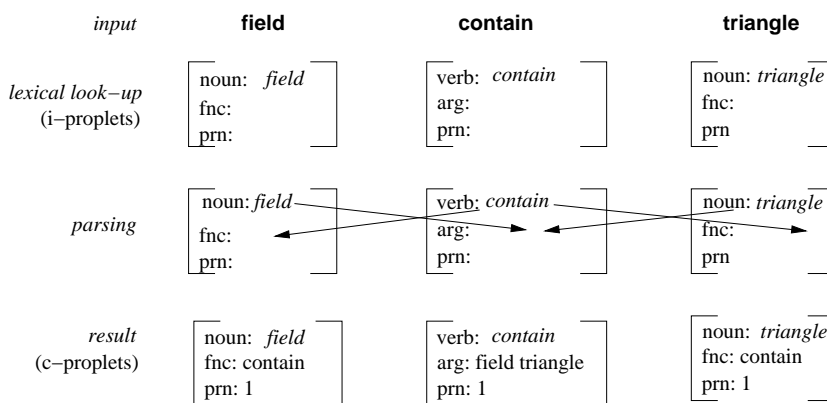 input field contain triangle
lexical look−up
(i−proplets)
noun: field
fnc:
prn:
verb: contain
arg:
prn:
noun: triangle
fnc:
prn
parsing
noun: field
fnc:
prn:
verb: contain
arg:
prn:
noun: triangle
fnc:
prn
result
(c−proplets)
noun: field
fnc: contain
prn: 1
verb: contain
arg: field triangle
prn: 1
noun: triangle
fnc: contain
prn: 1